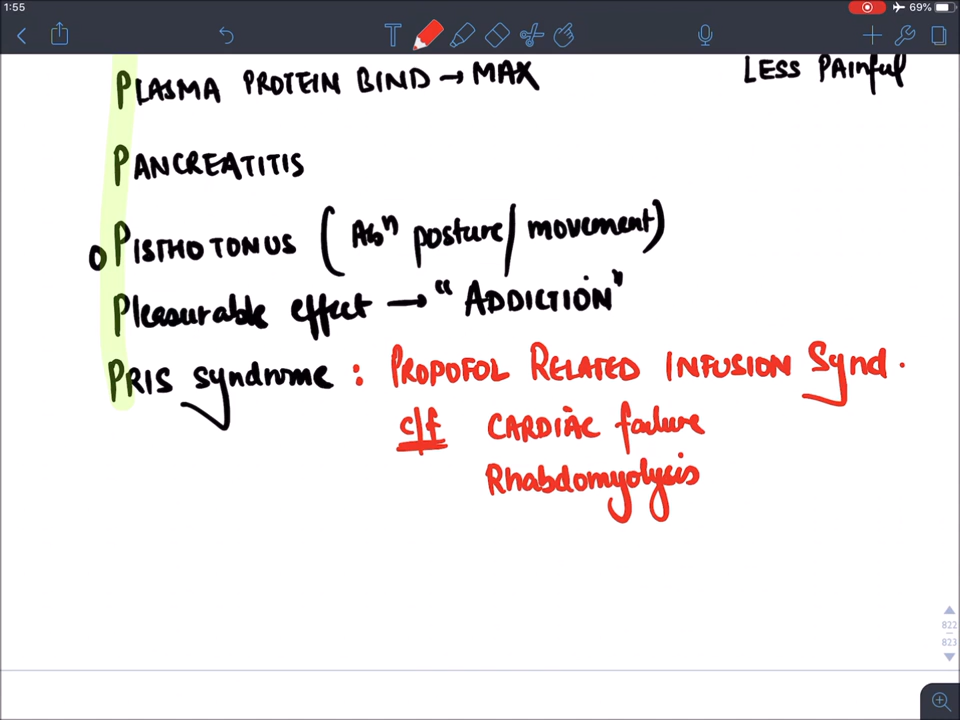 1:55
69%
T
PLASMA PROTEIN BIND → MAX
LESS PAINful
PANCREATITIS
OPISTHOTONUS (Abⁿ posture/movement)
Pleasurable effect → "ADDICTION"
PRIS syndrome : PROPOFOL RELATED INFUSION Synd.
c/f CARDIAC failure
Rhabdomyolysis
822
823